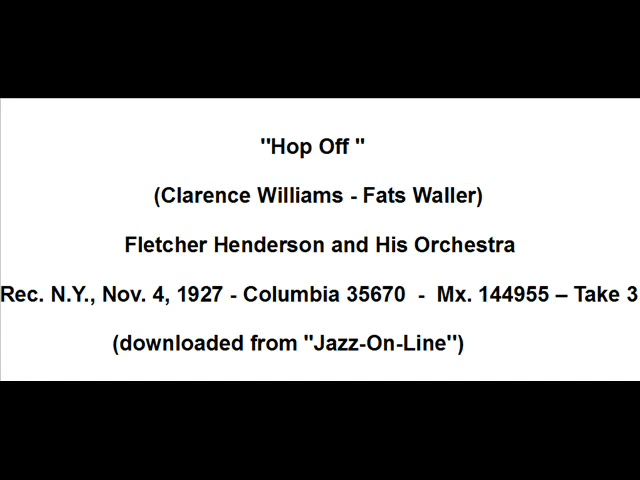 "Hop Off "
(Clarence Williams - Fats Waller)
Fletcher Henderson and His Orchestra
Rec. N.Y., Nov. 4, 1927 - Columbia 35670 - Mx. 144955 – Take 3
(downloaded from "Jazz-On-Line")